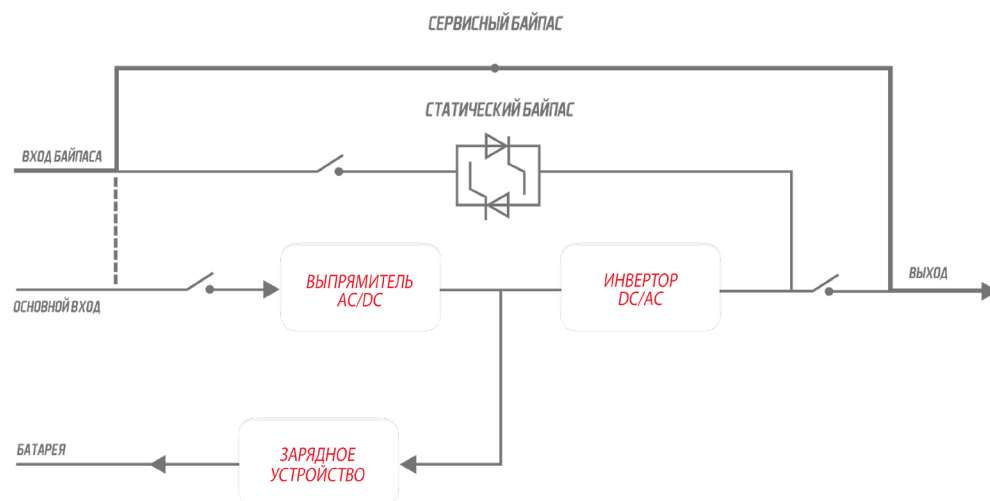 СЕРВИСНЫЙ БАЙПАС
СТАТИЧЕСКИЙ БАЙПАС
ВХОД БАЙПАСА
ВЫПРЯМИТЕЛЬ
AC/DC
ИНВЕРТОР
DC/AC
ВЫХОД
ОСНОВНОЙ ВХОД
БАТАРЕЯ
ЗАРЯДНОЕ
УСТРОЙСТВО